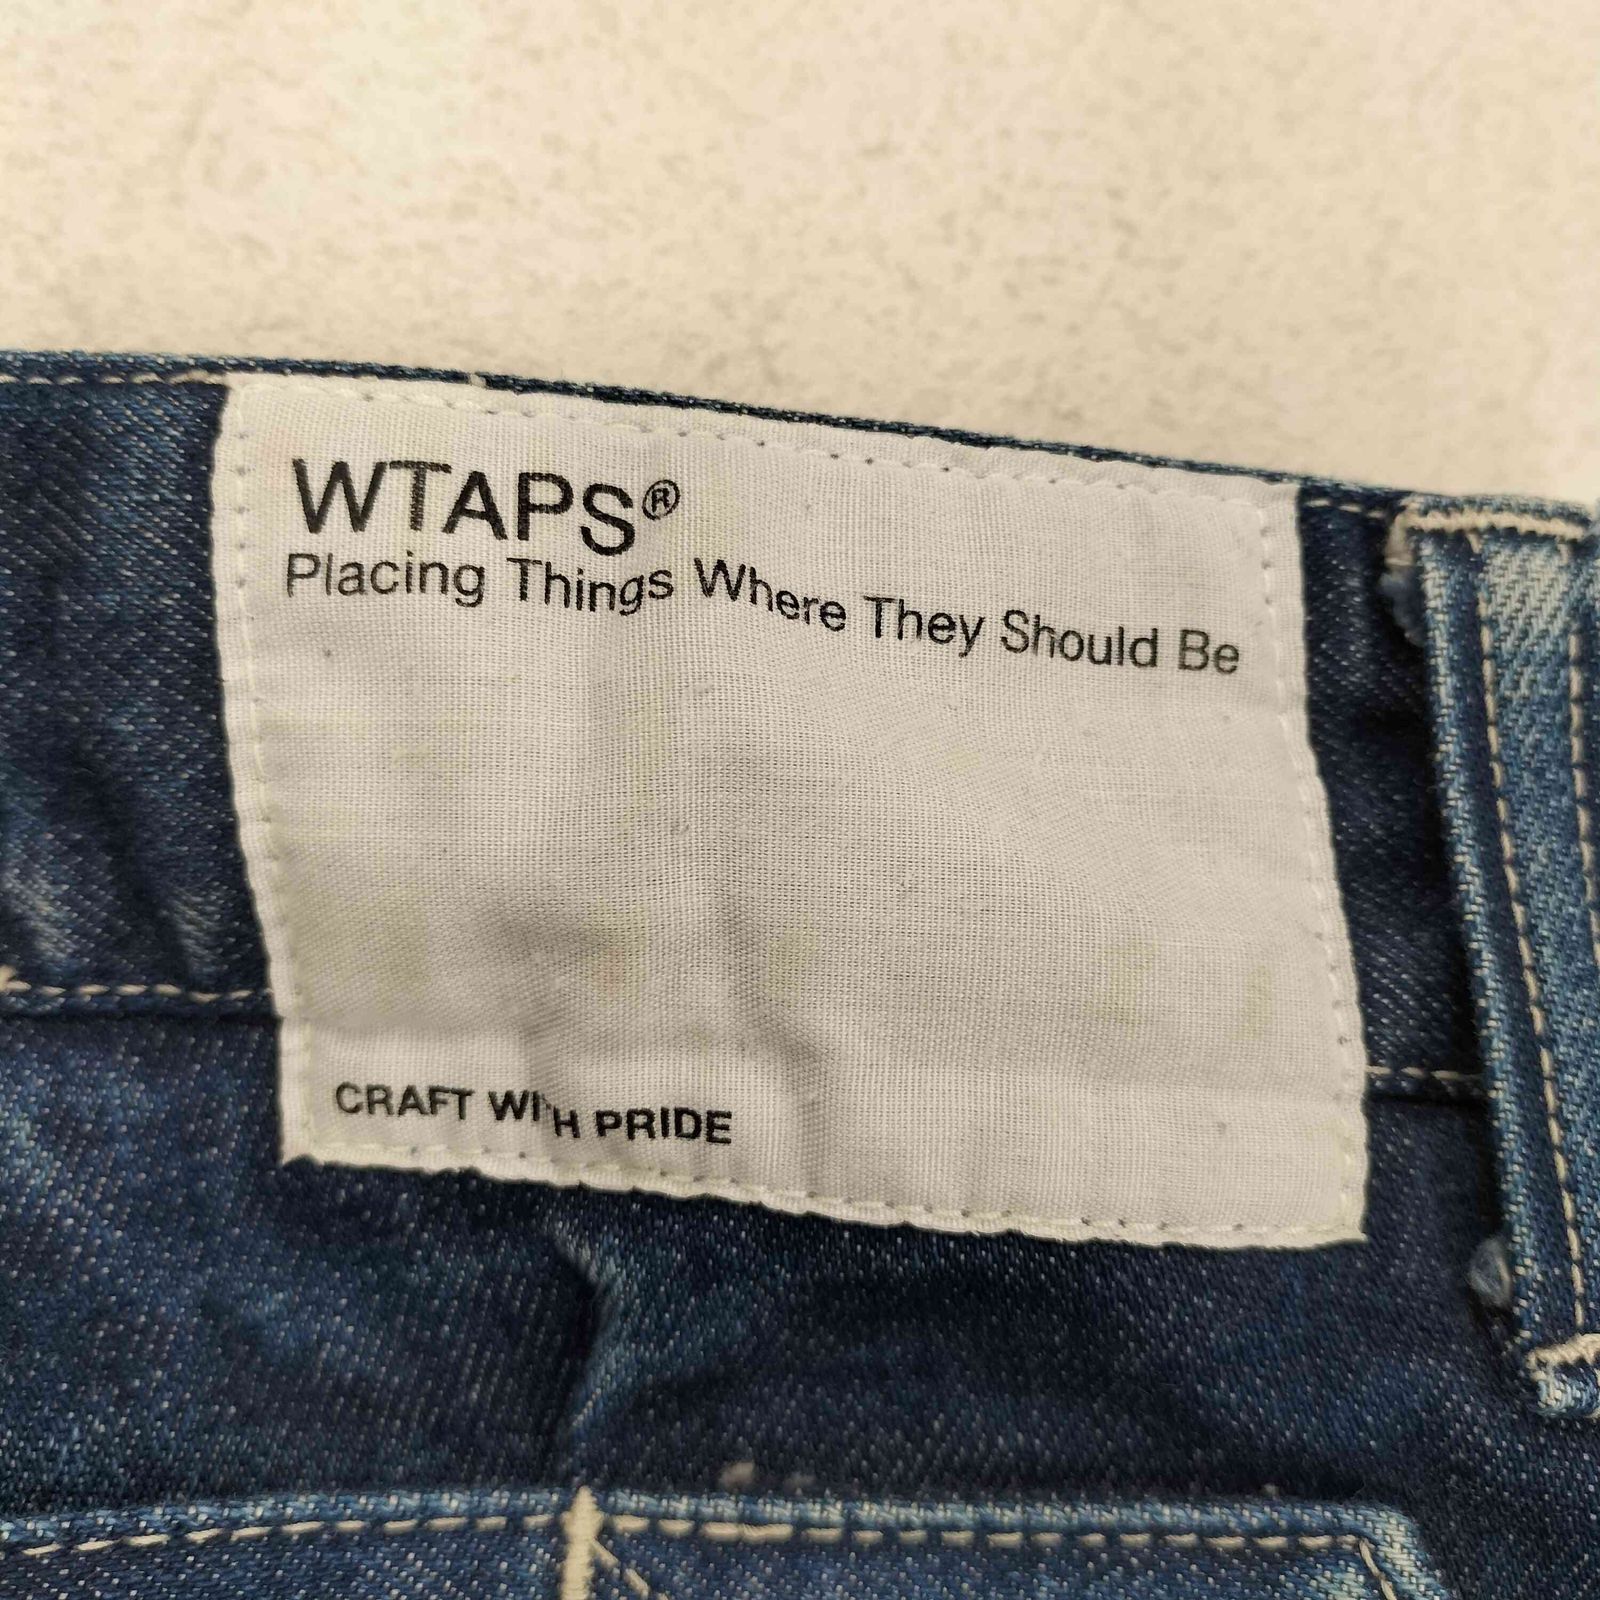 WTAPS®
Placing Things Where They Should Be
CRAFT WITH PRIDE